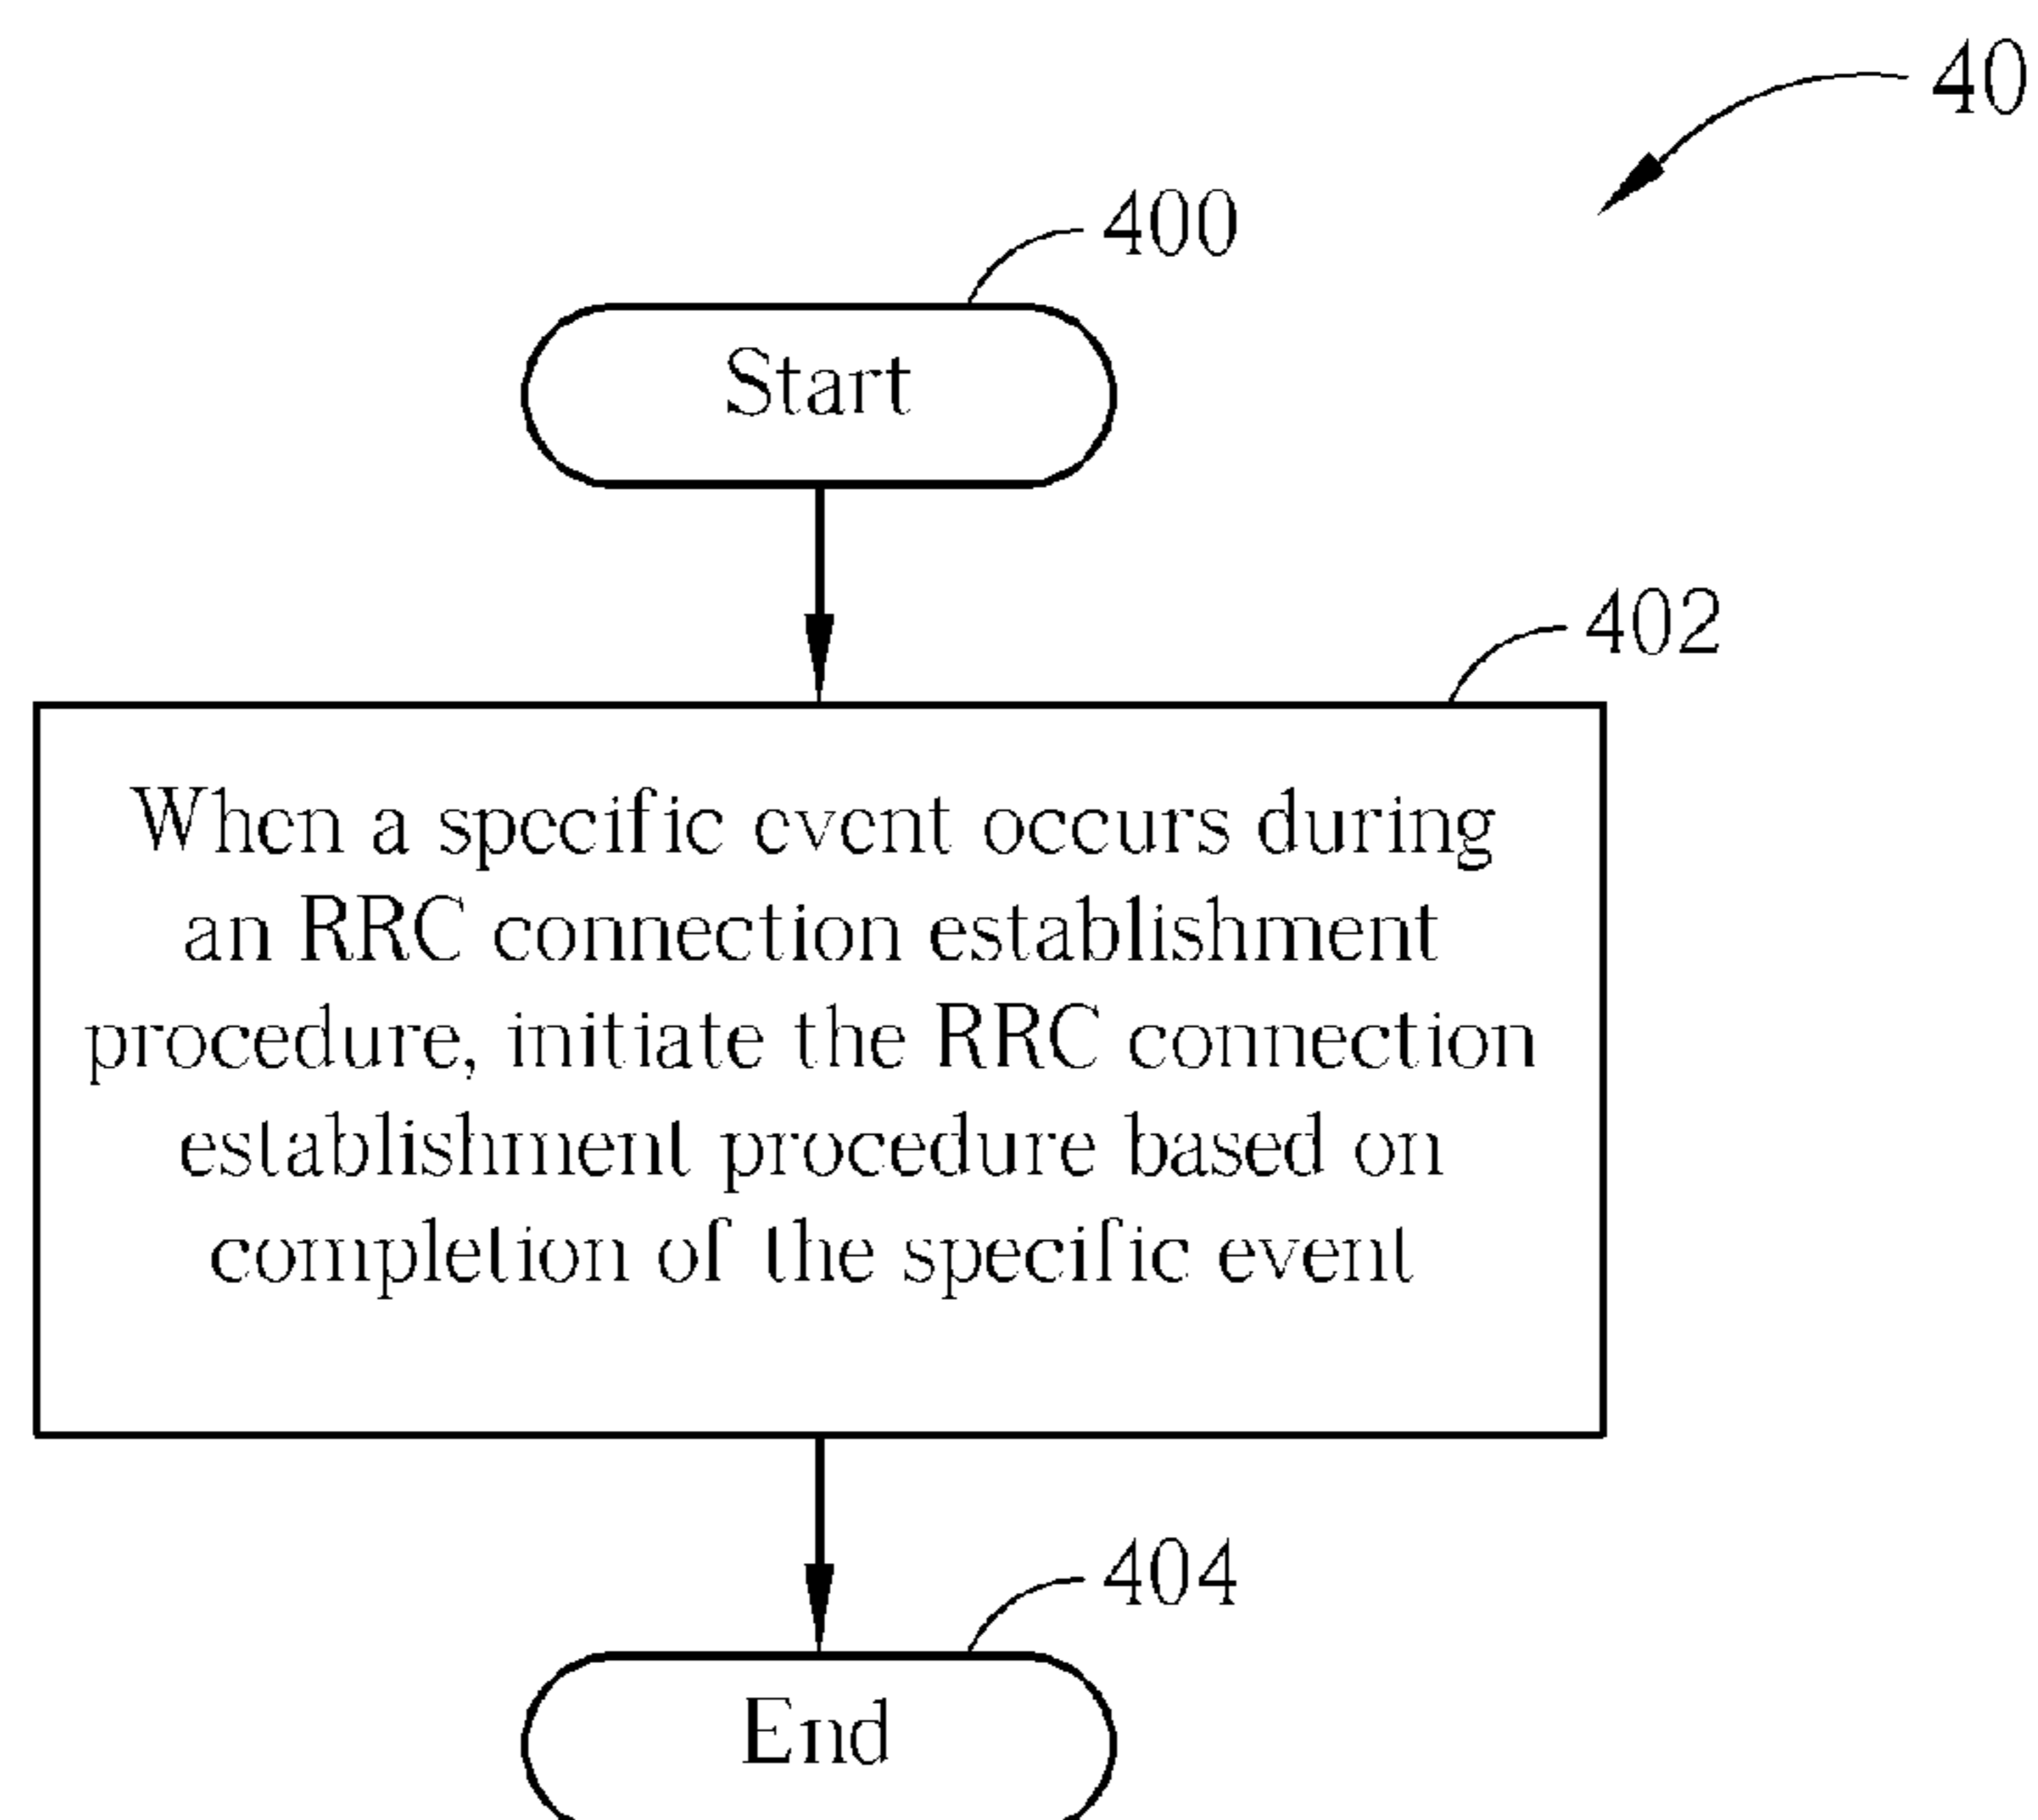 40
400
Start
402
When a specific event occurs during
an RRC connection establishment
procedure, initiate the RRC connection
establishment procedure based on
completion of the specific event
404
End